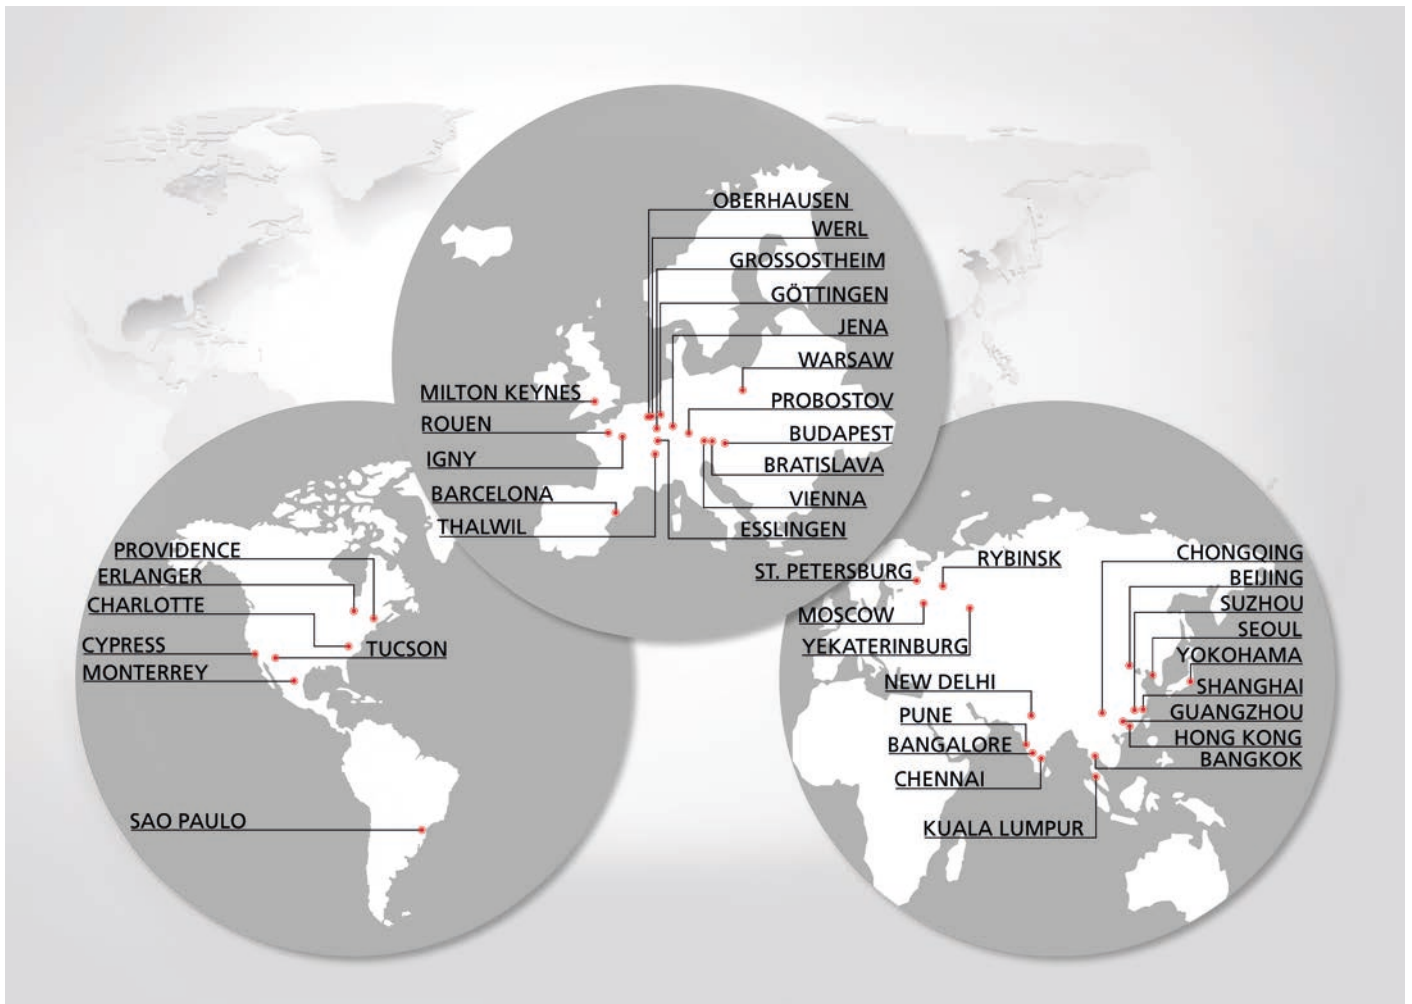 OBERHAUSEN
WERL
GROSSOSTHEIM
GÖTTINGEN
JENA
WARSAW
MILTON KEYNES
PROBOSTOV
ROUEN
BUDAPEST
IGNY
BRATISLAVA
BARCELONA
VIENNA
THALWIL
ESSLINGEN
PROVIDENCE
ERLANGER
CHARLOTTE
CYPRESS
TUCSON
MONTERREY
SAO PAULO
ST. PETERSBURG
RYBINSK
MOSCOW
YEKATERINBURG
NEW DELHI
PUNE
BANGALORE
CHENNAI
KUALA LUMPUR
CHONGQING
BEIJING
SUZHOU
SEOUL
YOKOHAMA
SHANGHAI
GUANGZHOU
HONG KONG
BANGKOK